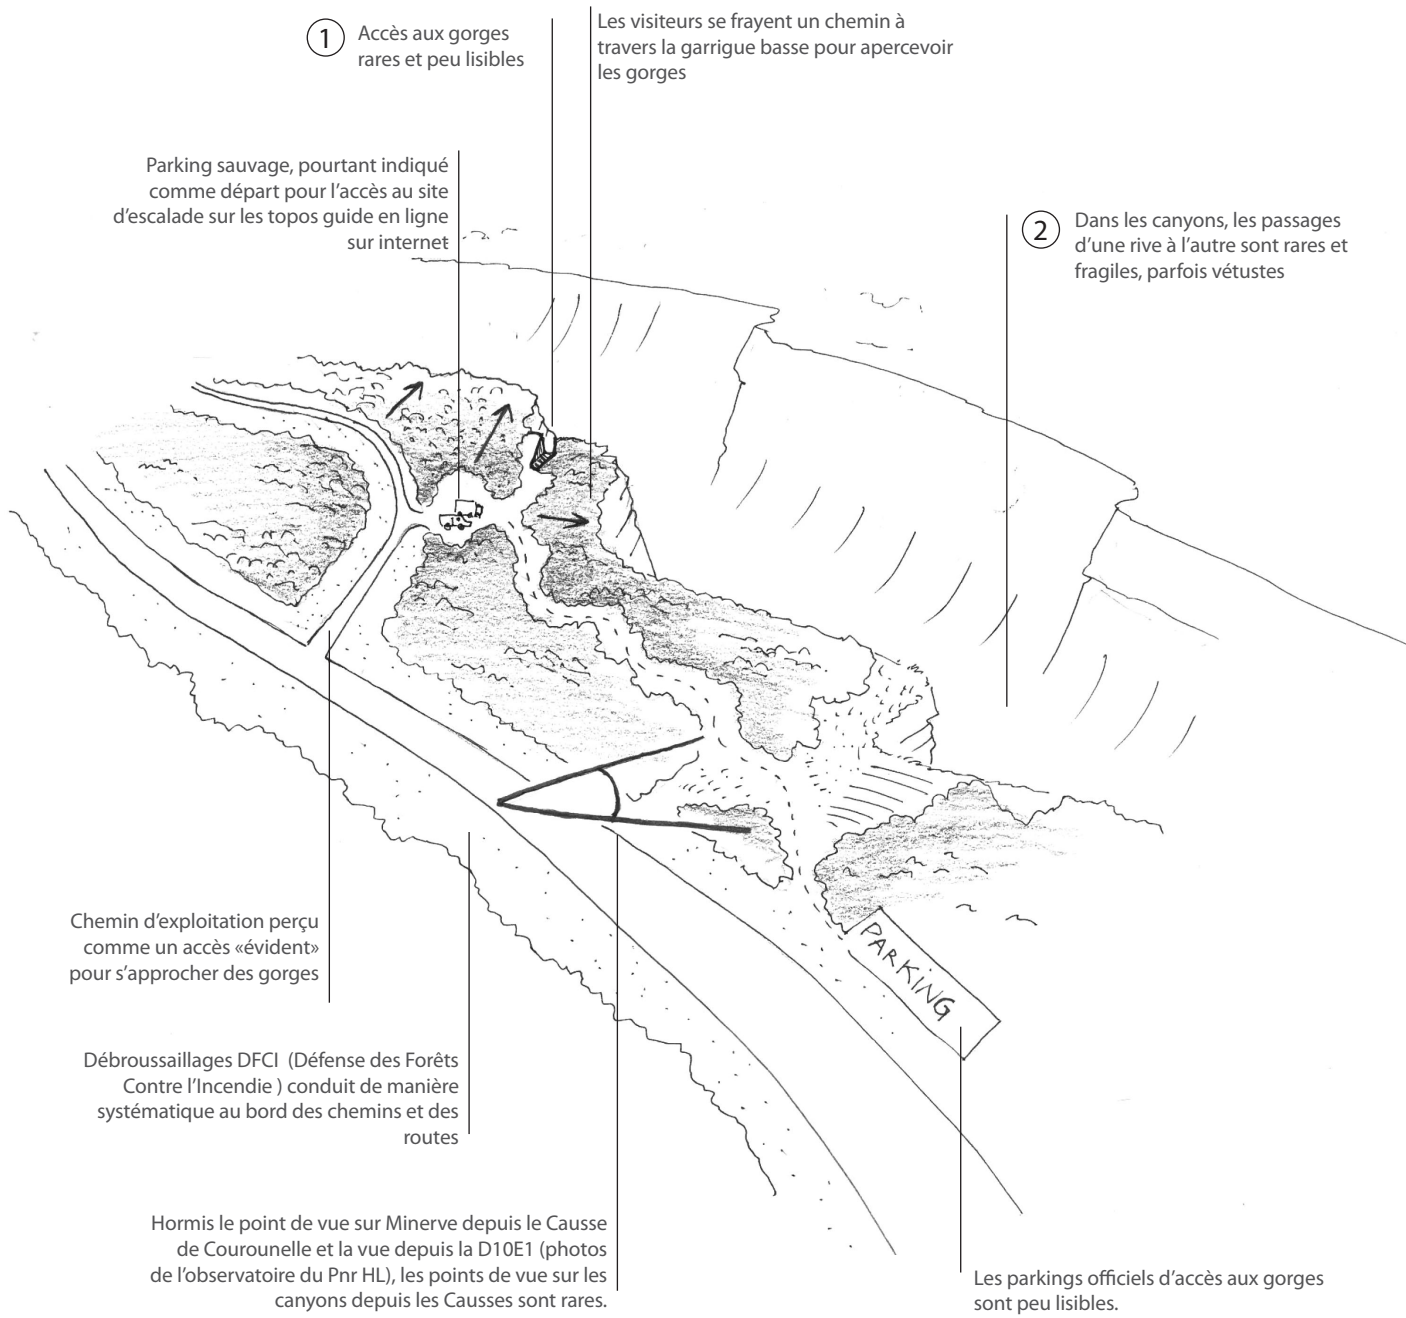 1
Accès aux gorges
rares et peu lisibles
Les visiteurs se frayent un chemin à
travers la garrigue basse pour apercevoir
les gorges
Parking sauvage, pourtant indiqué
comme départ pour l'accès au site
d'escalade sur les topos guide en ligne
sur internet
2
Dans les canyons, les passages
d'une rive à l'autre sont rares et
fragiles, parfois vétustes
Chemin d'exploitation perçu
comme un accès «évident»
pour s'approcher des gorges
PARKING
Débroussaillages DFCI (Défense des Forêts
Contre l'Incendie ) conduit de manière
systématique au bord des chemins et des
routes
Hormis le point de vue sur Minerve depuis le Causse
de Courounelle et la vue depuis la D10E1 (photos
de l'observatoire du Pnr HL), les points de vue sur les
canyons depuis les Causses sont rares.
Les parkings officiels d'accès aux gorges
sont peu lisibles.